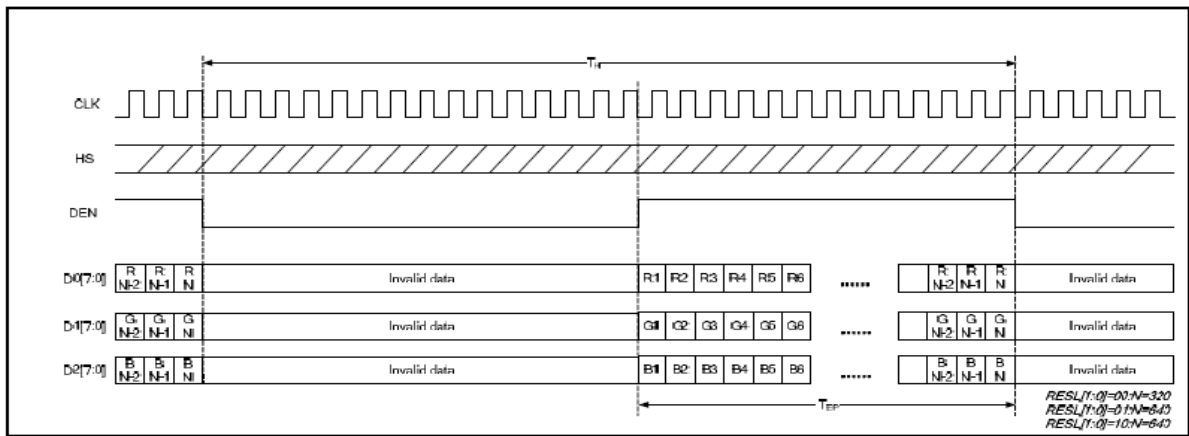 TH
CLK
HS
DEN
D0[7:0] R N-2 R N-1 R N Invalid data R1 R2 R3 R4 R5 R6 ...... R N-2 R N-1 R N Invalid data
D1[7:0] G N-2 G N-1 G N Invalid data G1 G2 G3 G4 G5 G6 ...... G N-2 G N-1 G N Invalid data
D2[7:0] B N-2 B N-1 B N Invalid data B1 B2 B3 B4 B5 B6 ...... B N-2 B N-1 B N Invalid data
TEP
RESL[1:0]=00:N=320
RESL[1:0]=01:N=640
RESL[1:0]=10:N=640